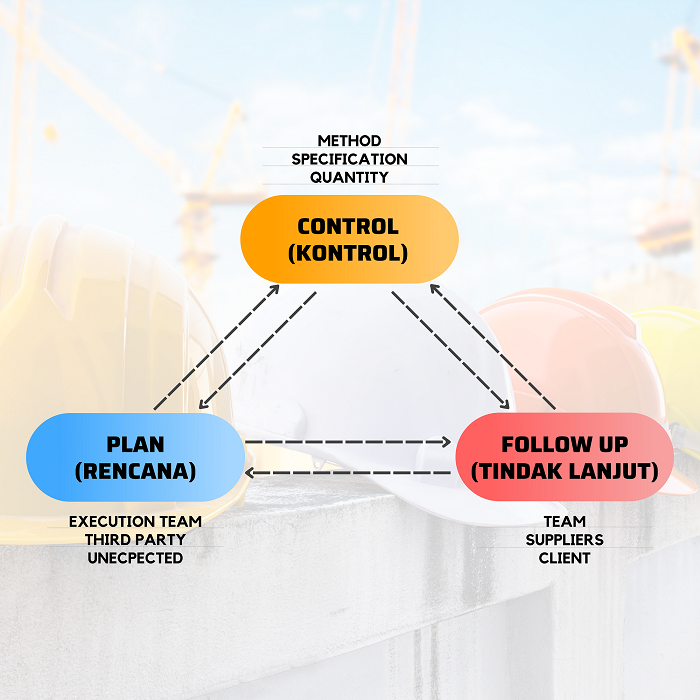 METHOD
SPECIFICATION
QUANTITY
CONTROL
(KONTROL)
PLAN
(RENCANA)
EXECUTION TEAM
THIRD PARTY
UNECPECTED
FOLLOW UP
(TINDAK LANJUT)
TEAM
SUPPLIERS
CLIENT